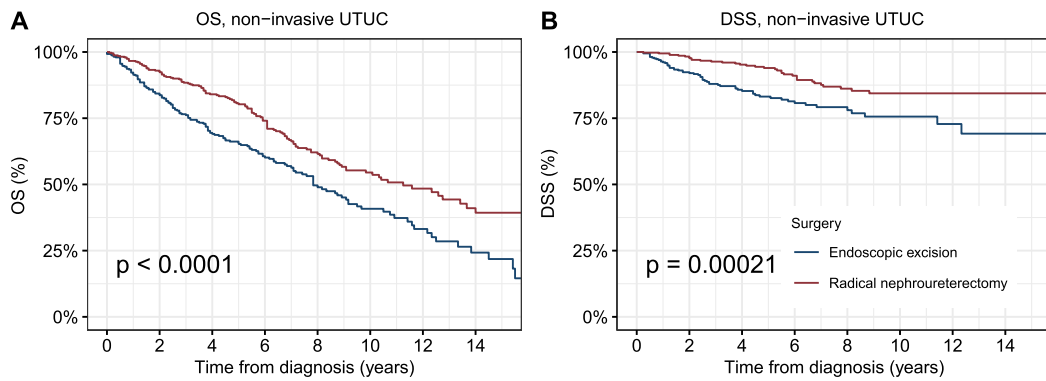 A
OS, non−invasive UTUC
100%
75%
50%
25%
0%
OS (%)
p < 0.0001
0 2 4 6 8 10 12 14
Time from diagnosis (years)
B
DSS, non−invasive UTUC
100%
75%
50%
25%
0%
DSS (%)
p = 0.00021
Surgery
Endoscopic excision
Radical nephroureterectomy
0 2 4 6 8 10 12 14
Time from diagnosis (years)